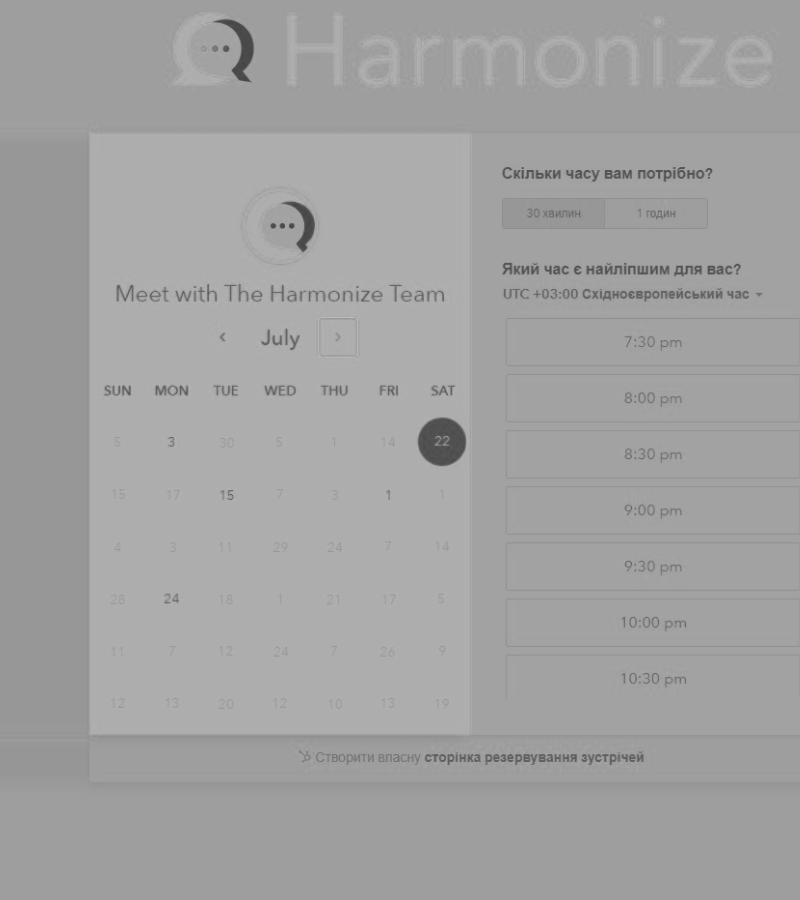 Harmonize
Meet with The Harmonize Team
July
SUN MON TUE WED THU FRI SAT
5 3 30 5 1 14 22
15 17 15 7 3 1 1
4 3 11 29 24 7 14
28 24 18 1 21 17 5
11 7 12 24 7 26 9
12 13 20 12 10 13 19
Скільки часу вам потрібно?
30 хвилин 1 годин
Який час є найліпшим для вас?
UTC +03:00 Східноєвропейський час
7:30 pm
8:00 pm
8:30 pm
9:00 pm
9:30 pm
10:00 pm
10:30 pm
Створити власну сторінка резервування зустрічей